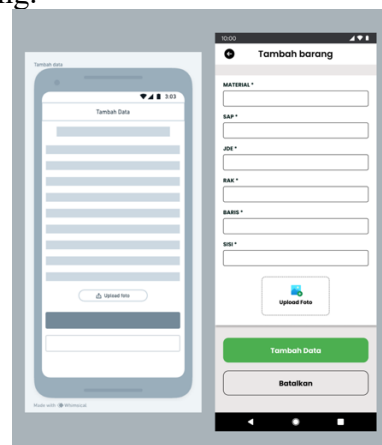 ng.
Tambah data
3:03
Tambah Data
Upload foto
Made with Whimsical
10:00
Tambah barang
MATERIAL *
SAP *
JDE *
RAK *
BARIS *
SISI *
Upload Foto
Tambah Data
Batalkan